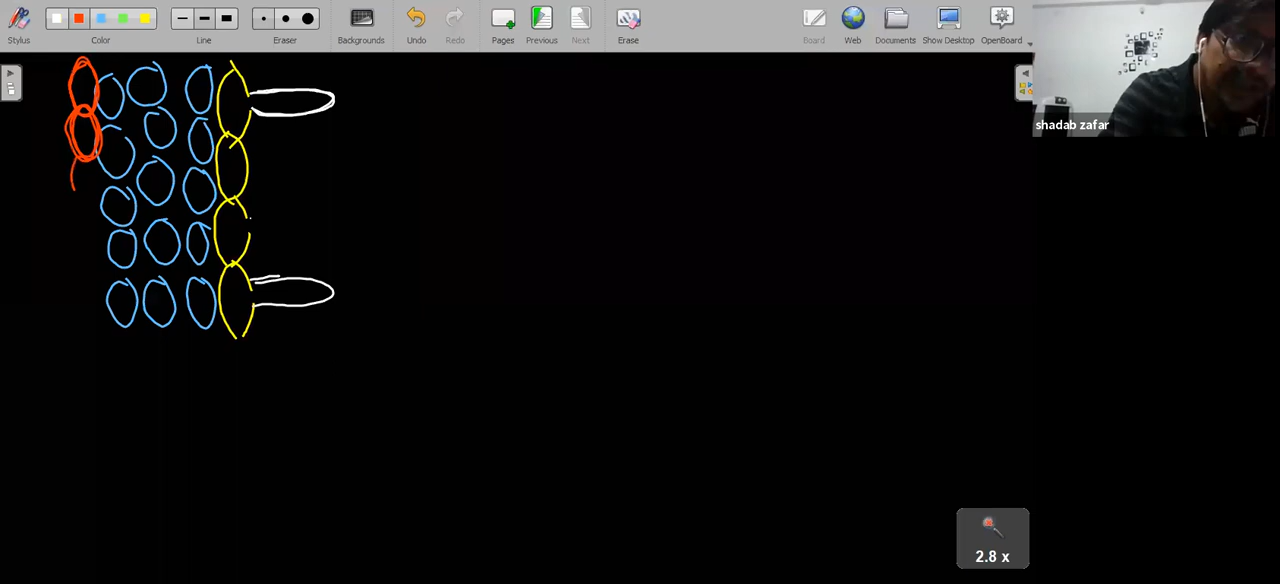 Stylus Color Line Eraser Backgrounds Undo Redo Pages Previous Next Erase Board Web Documents Show Desktop OpenBoard
shadab zafar
2.8 x